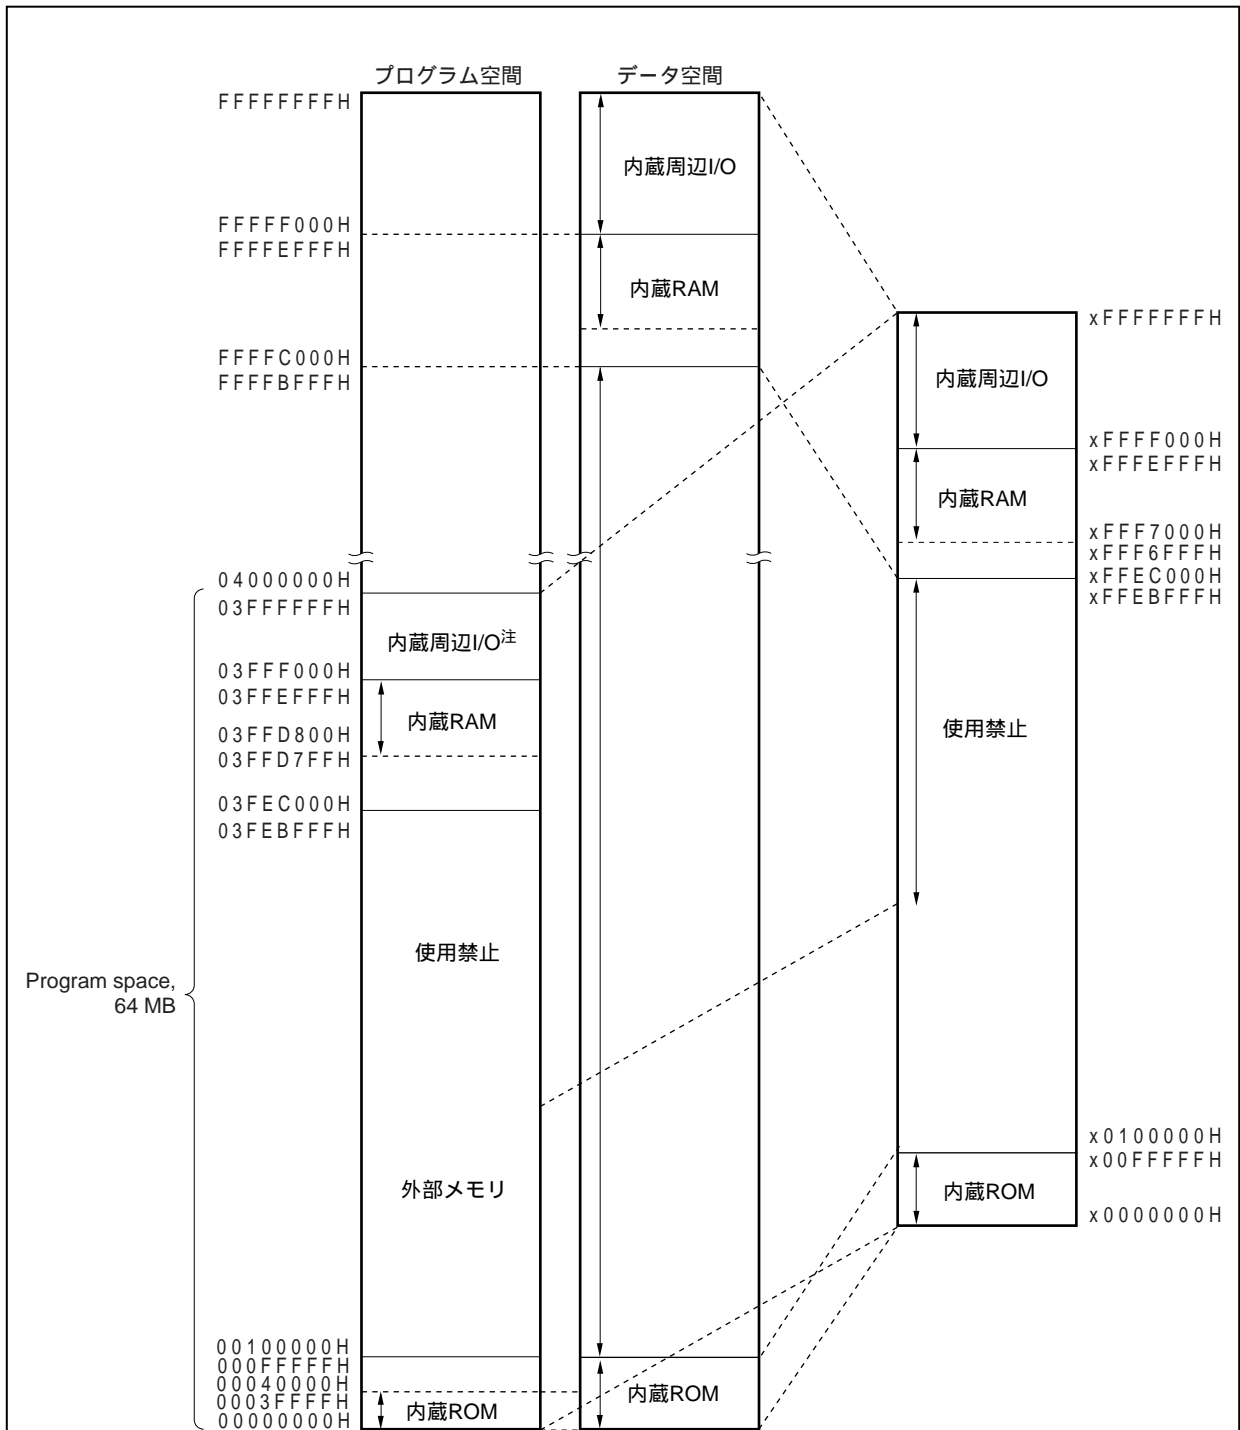 プログラム空間
データ空間
FFFFFFFFH
内蔵周辺I/O
FFFFF000H
FFFFEFFFH
内蔵RAM
FFFFC000H
FFFFBFFFH
04000000H
03FFFFFFH
内蔵周辺I/O注
03FFF000H
03FFEFFFH
内蔵RAM
03FFD800H
03FFD7FFH
03FEC000H
03FEBFFFH
使用禁止
Program space,
64 MB
外部メモリ
00100000H
000FFFFFH
00040000H
0003FFFFH
00000000H
内蔵ROM
内蔵ROM
xFFFFFFFH
内蔵周辺I/O
xFFFF000H
xFFFEFFFH
内蔵RAM
xFFF7000H
xFFF6FFFH
xFFEC000H
xFFEBFFFH
使用禁止
x0100000H
x00FFFFFH
内蔵ROM
x0000000H